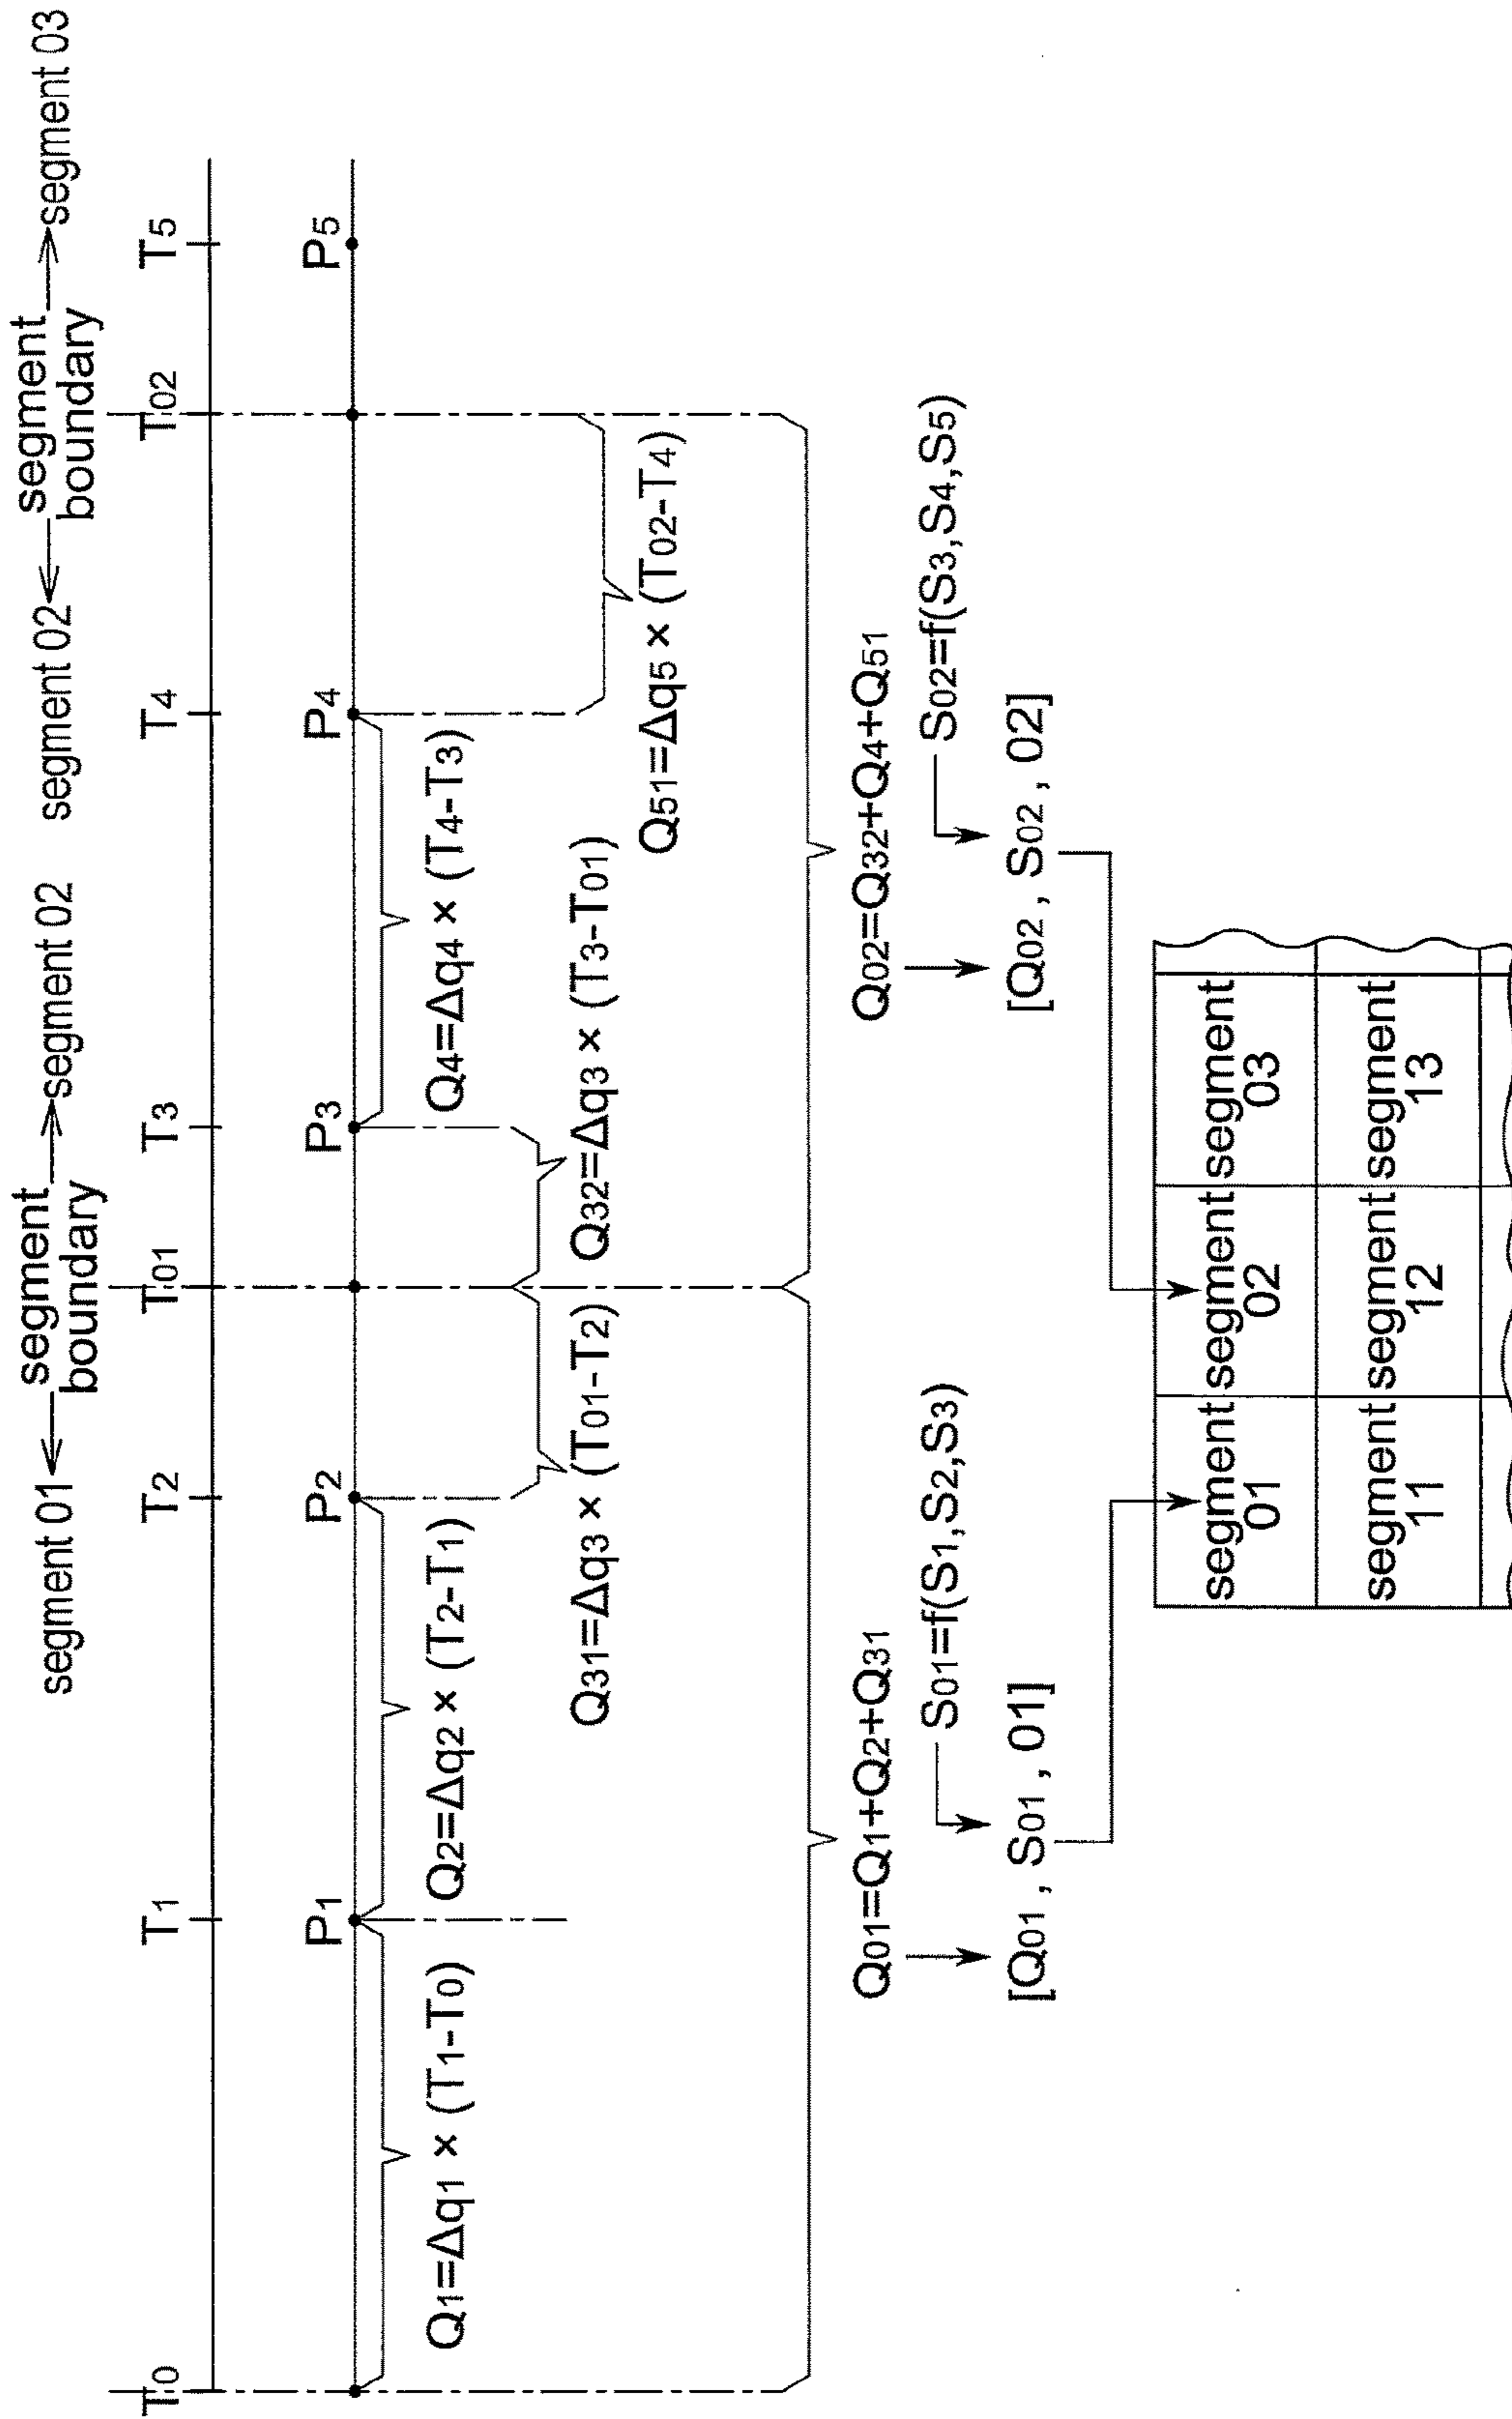 segment 01 ← segment boundary → segment 02
segment 02 ← segment boundary → segment 03
T0 T1 T2 T01 T3 T4 T02 T5
P1 P2 P3 P4 P5
Q1=Δq1 × (T1-T0)
Q2=Δq2 × (T2-T1)
Q4=Δq4 × (T4-T3)
Q31=Δq3 × (T01-T2)
Q32=Δq3 × (T3-T01)
Q51=Δq5 × (T02-T4)
Q01=Q1+Q2+Q31
S01=f(S1,S2,S3)
[Q01 , S01 , 01]
Q02=Q32+Q4+Q51
S02=f(S3,S4,S5)
[Q02 , S02 , 02]
segment 01
segment 02
segment 03
segment 11
segment 12
segment 13